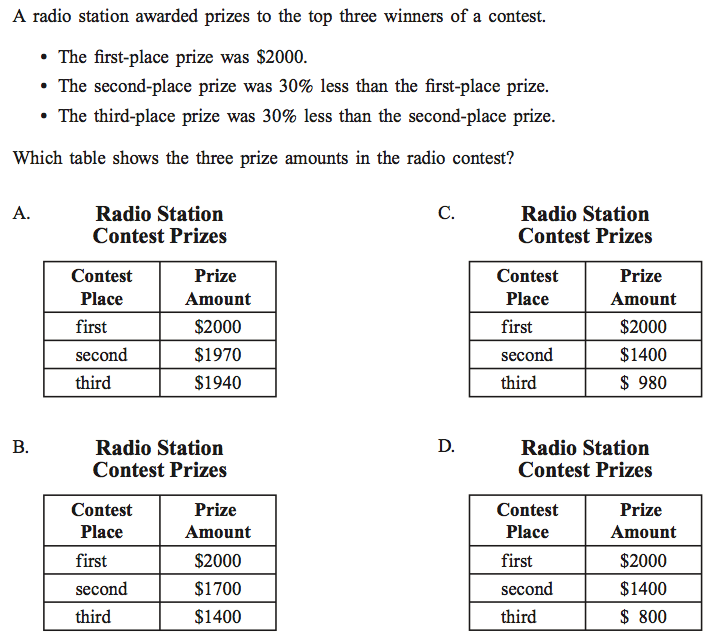 A radio station awarded prizes to the top three winners of a contest.
• The first-place prize was $2000.
• The second-place prize was 30% less than the first-place prize.
• The third-place prize was 30% less than the second-place prize.
Which table shows the three prize amounts in the radio contest?
A.
Radio Station
Contest Prizes
Contest Place Prize Amount
first $2000
second $1970
third $1940
B.
Radio Station
Contest Prizes
Contest Place Prize Amount
first $2000
second $1700
third $1400
C.
Radio Station
Contest Prizes
Contest Place Prize Amount
first $2000
second $1400
third $ 980
D.
Radio Station
Contest Prizes
Contest Place Prize Amount
first $2000
second $1400
third $ 800